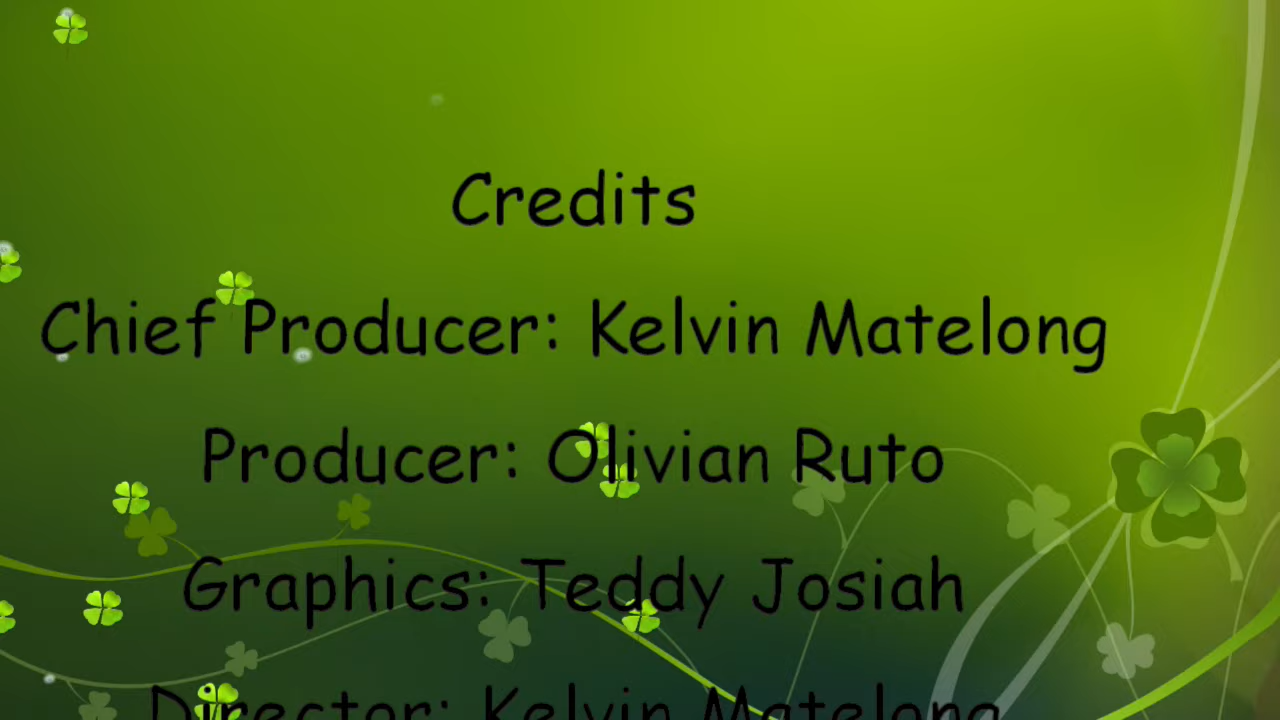 Credits
Chief Producer: Kelvin Matelong
Producer: Olivian Ruto
Graphics: Teddy Josiah
Director: Kelvin Matelong